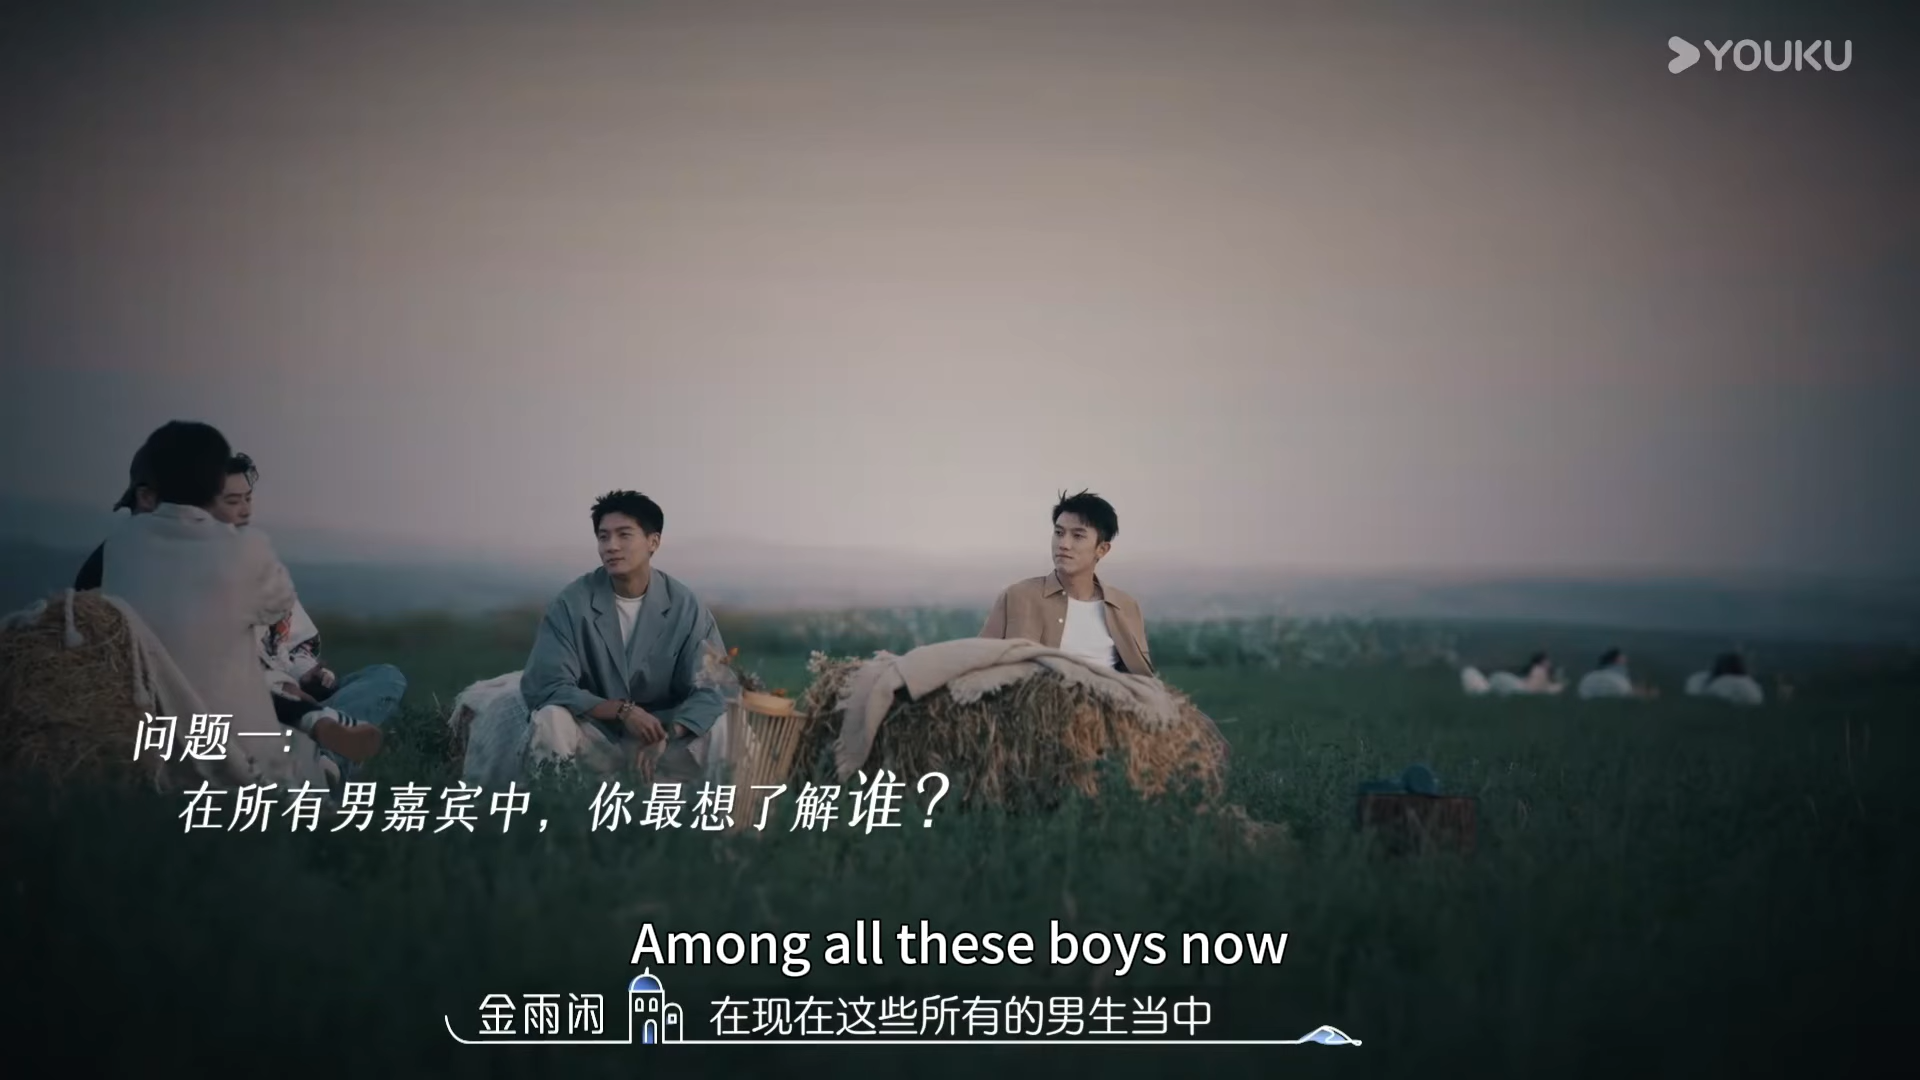 YOUKU
问题一:
在所有男嘉宾中，你最想了解谁？
Among all these boys now
金雨闲 在现在这些所有的男生当中